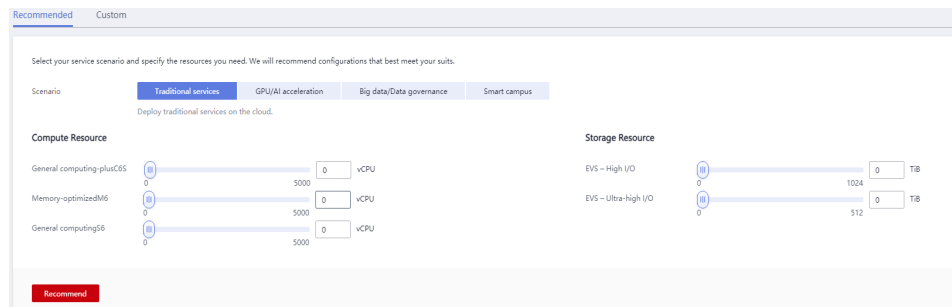 Recommended Custom
Select your service scenario and specify the resources you need. We will recommend configurations that best meet your suits.
Scenario Traditional services GPU/AI acceleration Big data/Data governance Smart campus
Deploy traditional services on the cloud.
Compute Resource Storage Resource
General computing-plusC6S 0 vCPU EVS – High I/O 0 TiB
0 5000 0 1024
Memory-optimizedM6 0 vCPU EVS – Ultra-high I/O 0 TiB
0 5000 0 512
General computingS6 0 vCPU
0 5000
Recommend